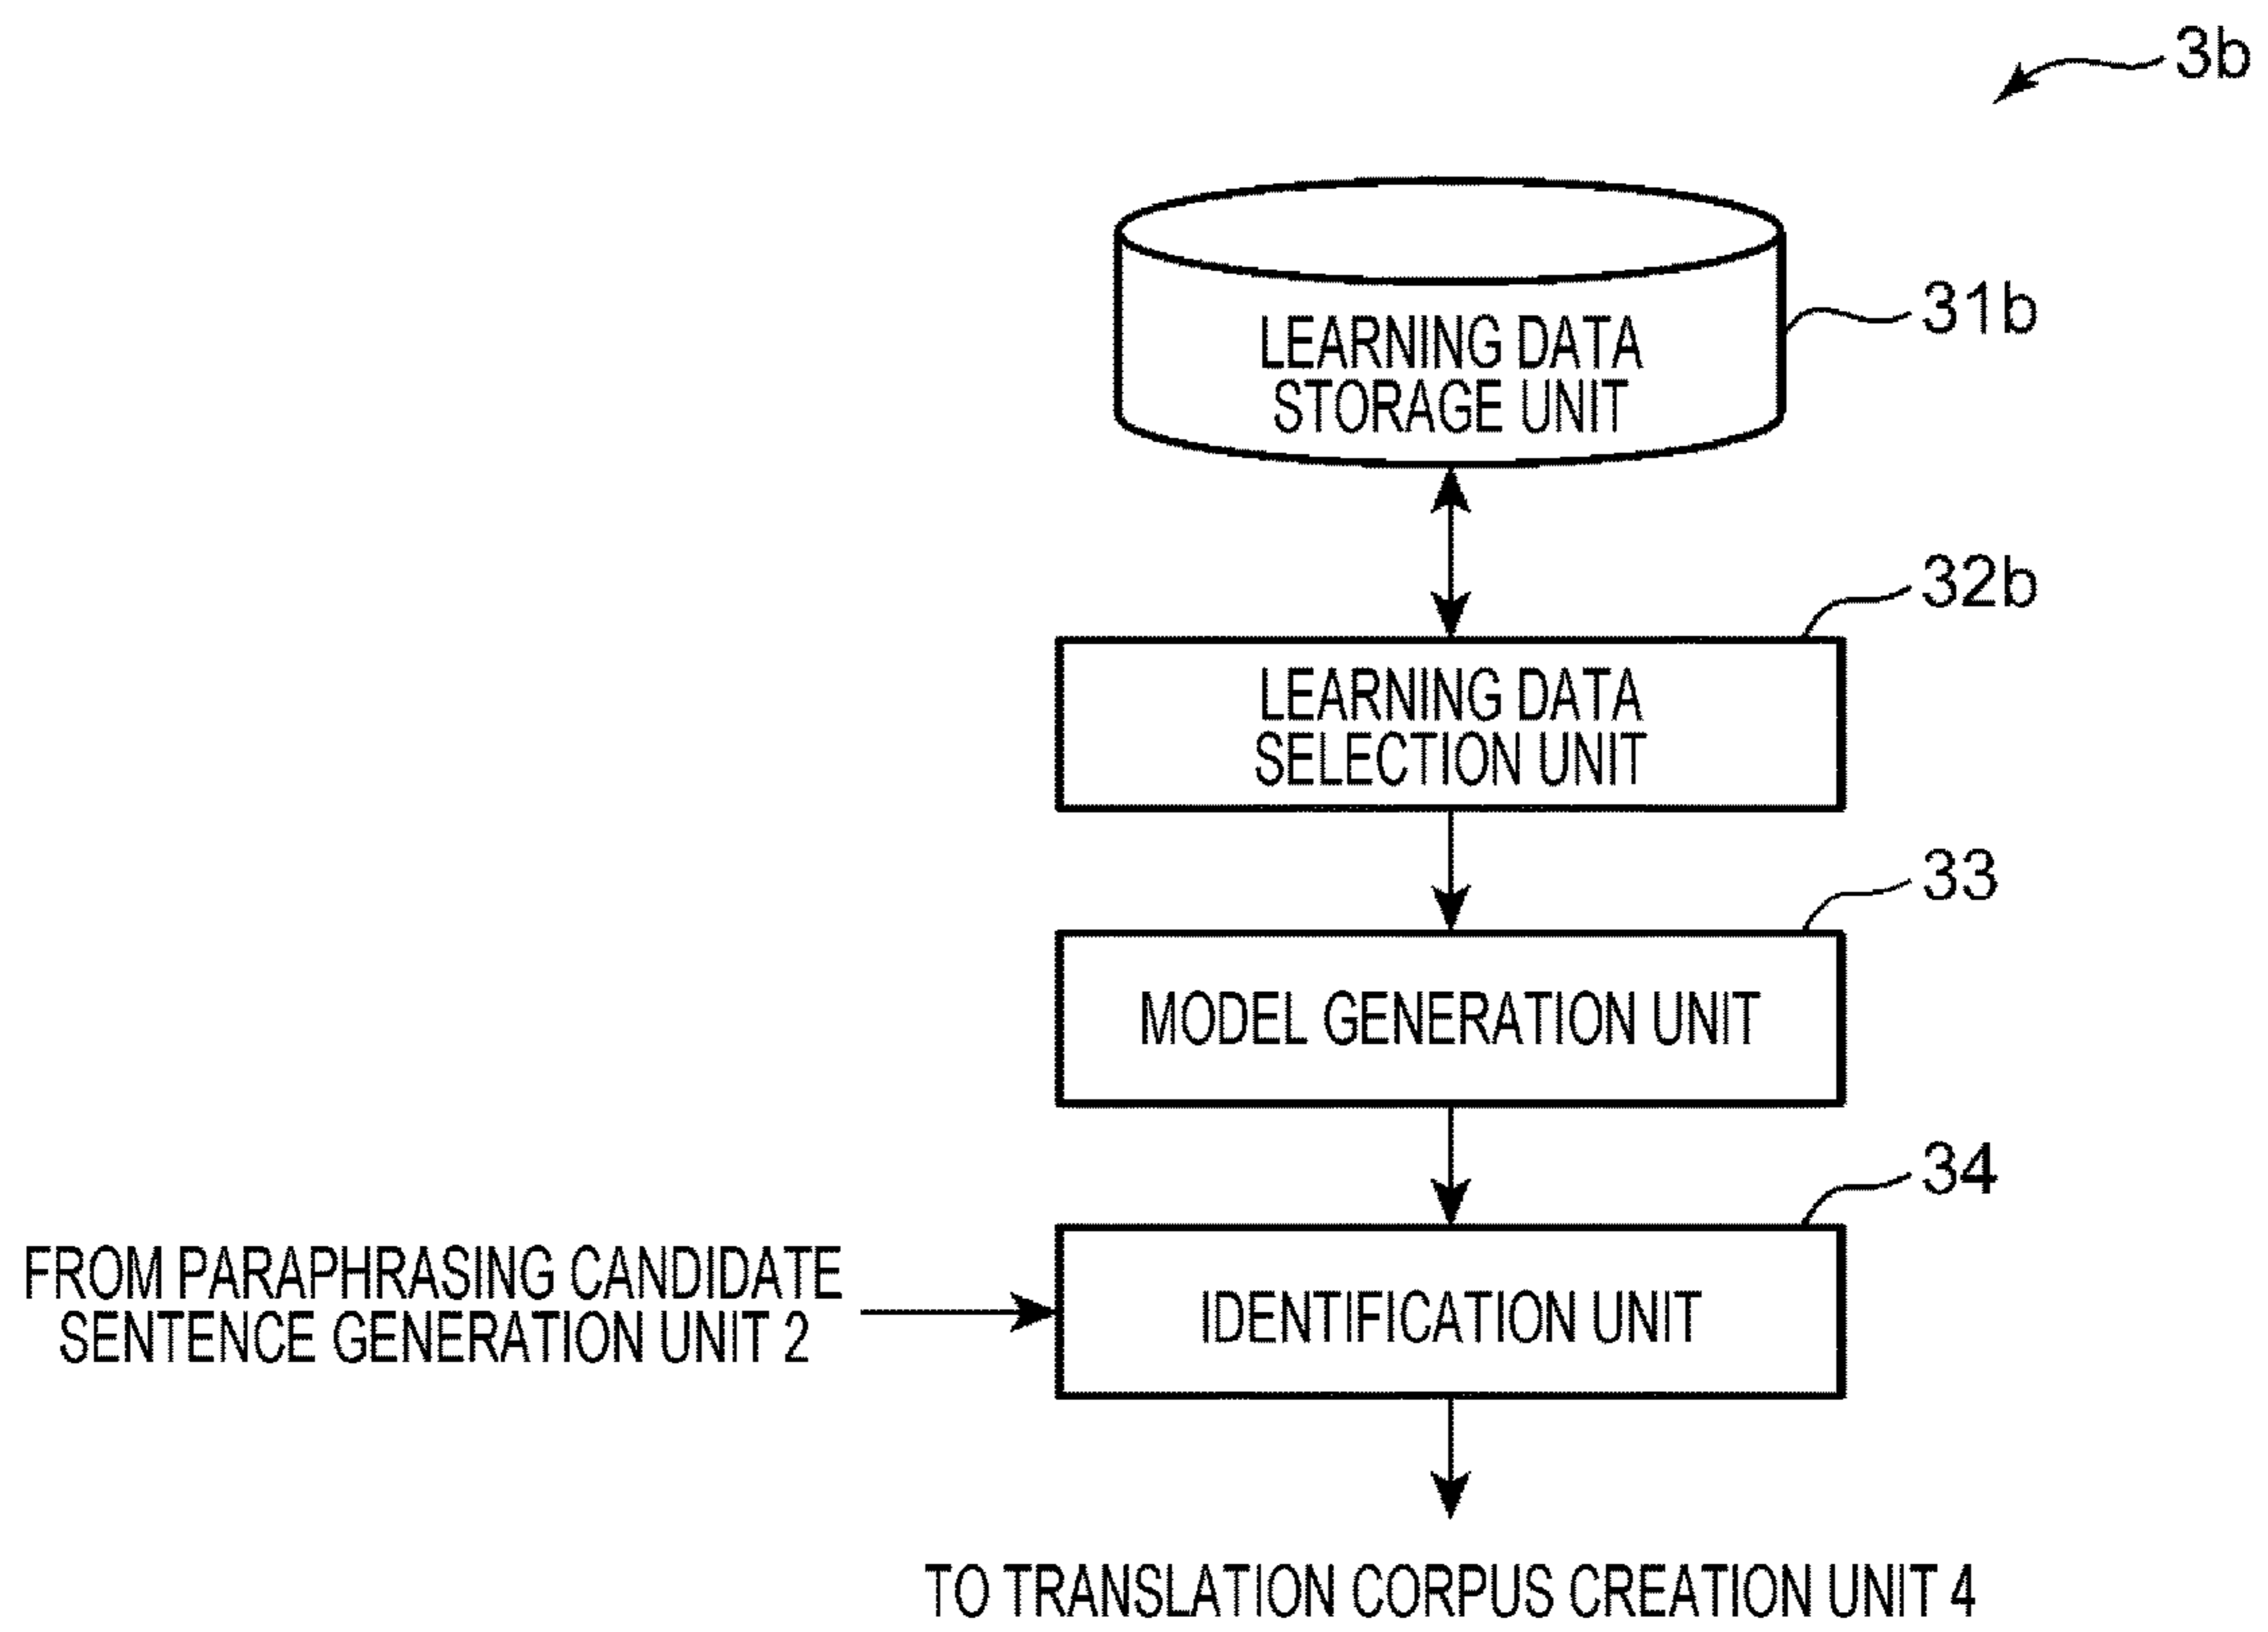 3b
LEARNING DATA
STORAGE UNIT
31b
32b
LEARNING DATA
SELECTION UNIT
33
MODEL GENERATION UNIT
34
FROM PARAPHRASING CANDIDATE
SENTENCE GENERATION UNIT 2
IDENTIFICATION UNIT
TO TRANSLATION CORPUS CREATION UNIT 4